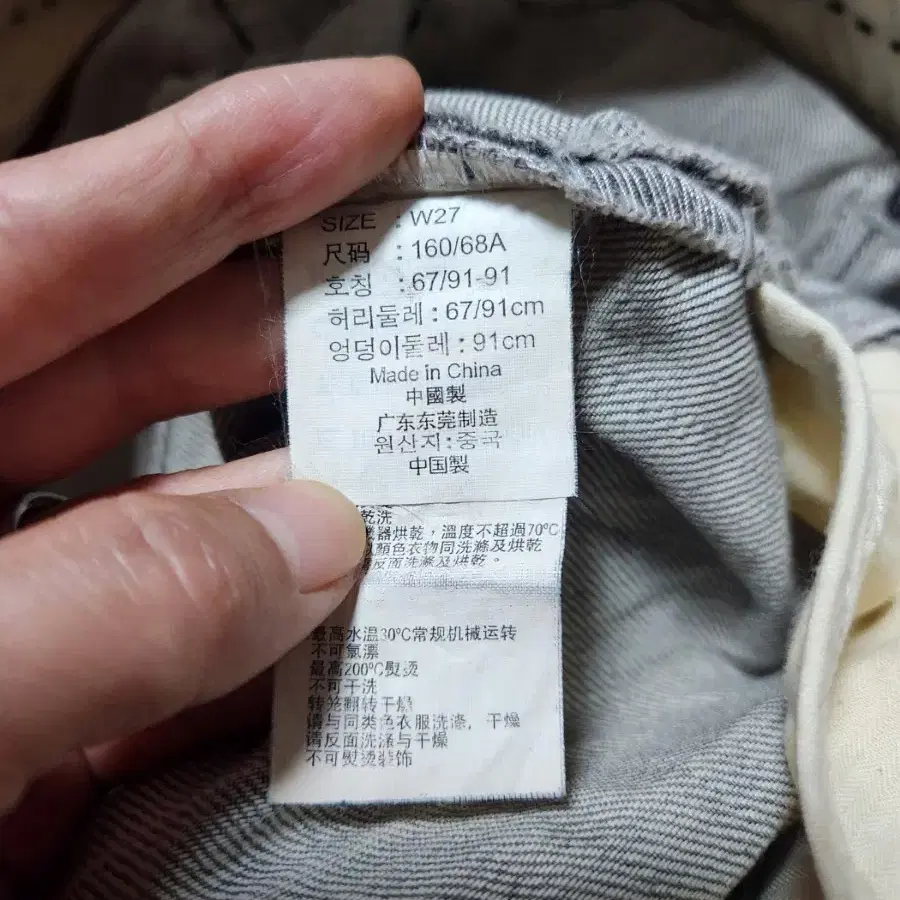 SIZE : W27
尺码 : 160/68A
호칭 : 67/91-91
허리둘레 : 67/91cm
엉덩이둘레 : 91cm
Made in China
中國製
广东东莞制造
원산지: 중국
中国製
乾洗
器烘乾，溫度不超過70℃
顏色衣物同洗滌及烘乾
反面洗滌及烘乾。
最高水温30℃常规机械运转
不可氯漂
最高200℃熨烫
不可干洗
转笼翻转干燥
请与同类色衣服洗涤、干燥
请反面洗涤与干燥
不可熨烫装饰